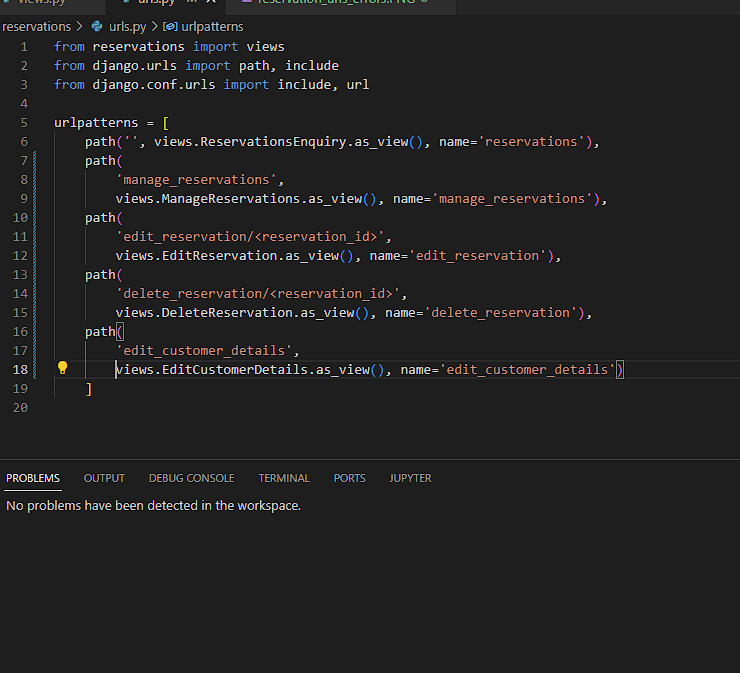 views.py urls.py M X reservation_urls_errors.PNG U
reservations > urls.py > urlpatterns
1 from reservations import views
2 from django.urls import path, include
3 from django.conf.urls import include, url
4
5 urlpatterns = [
6 path('', views.ReservationsEnquiry.as_view(), name='reservations'),
7 path(
8 'manage_reservations',
9 views.ManageReservations.as_view(), name='manage_reservations'),
10 path(
11 'edit_reservation/<reservation_id>',
12 views.EditReservation.as_view(), name='edit_reservation'),
13 path(
14 'delete_reservation/<reservation_id>',
15 views.DeleteReservation.as_view(), name='delete_reservation'),
16 path(
17 'edit_customer_details',
18 views.EditCustomerDetails.as_view(), name='edit_customer_details')
19 ]
20
PROBLEMS OUTPUT DEBUG CONSOLE TERMINAL PORTS JUPYTER
No problems have been detected in the workspace.